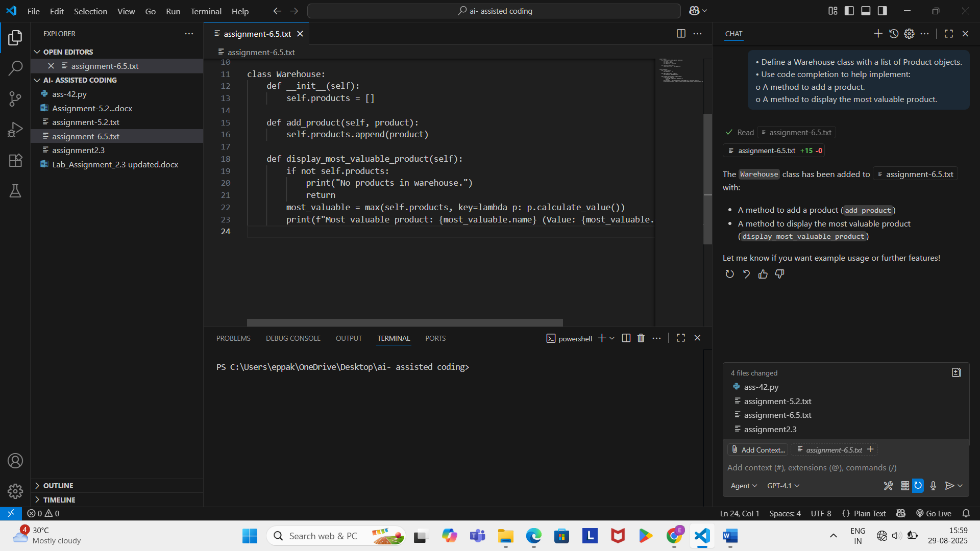 File Edit Selection View Go Run Terminal Help
ai- assisted coding
EXPLORER
OPEN EDITORS
assignment-6.5.txt
AI- ASSISTED CODING
ass-42.py
Assignment-5.2...docx
assignment-5.2.txt
assignment-6.5.txt
assignment2.3
Lab_Assignment_2.3 updated.docx
OUTLINE
TIMELINE
assignment-6.5.txt
assignment-6.5.txt
10
11 class Warehouse:
12 def __init__(self):
13 self.products = []
14
15 def add_product(self, product):
16 self.products.append(product)
17
18 def display_most_valuable_product(self):
19 if not self.products:
20 print("No products in warehouse.")
21 return
22 most_valuable = max(self.products, key=lambda p: p.calculate_value())
23 print(f"Most valuable product: {most_valuable.name} (Value: {most_valuable.
24
PROBLEMS DEBUG CONSOLE OUTPUT TERMINAL PORTS
powershell
PS C:\Users\eppak\OneDrive\Desktop\ai- assisted coding>
CHAT
• Define a Warehouse class with a list of Product objects.
• Use code completion to help implement:
o A method to add a product.
o A method to display the most valuable product.
Read assignment-6.5.txt
assignment-6.5.txt +15 -0
The Warehouse class has been added to assignment-6.5.txt
with:
• A method to add a product (add_product)
• A method to display the most valuable product
(display_most_valuable_product)
Let me know if you want example usage or further features!
4 files changed
ass-42.py
assignment-5.2.txt
assignment-6.5.txt
assignment2.3
Add Context... assignment-6.5.txt
Add context (#), extensions (@), commands (/)
Agent GPT-4.1
0 0
Ln 24, Col 1 Spaces: 4 UTF-8 {} Plain Text Go Live
30°C
Mostly cloudy
Search web & PC
ENG
IN
15:59
29-08-2025